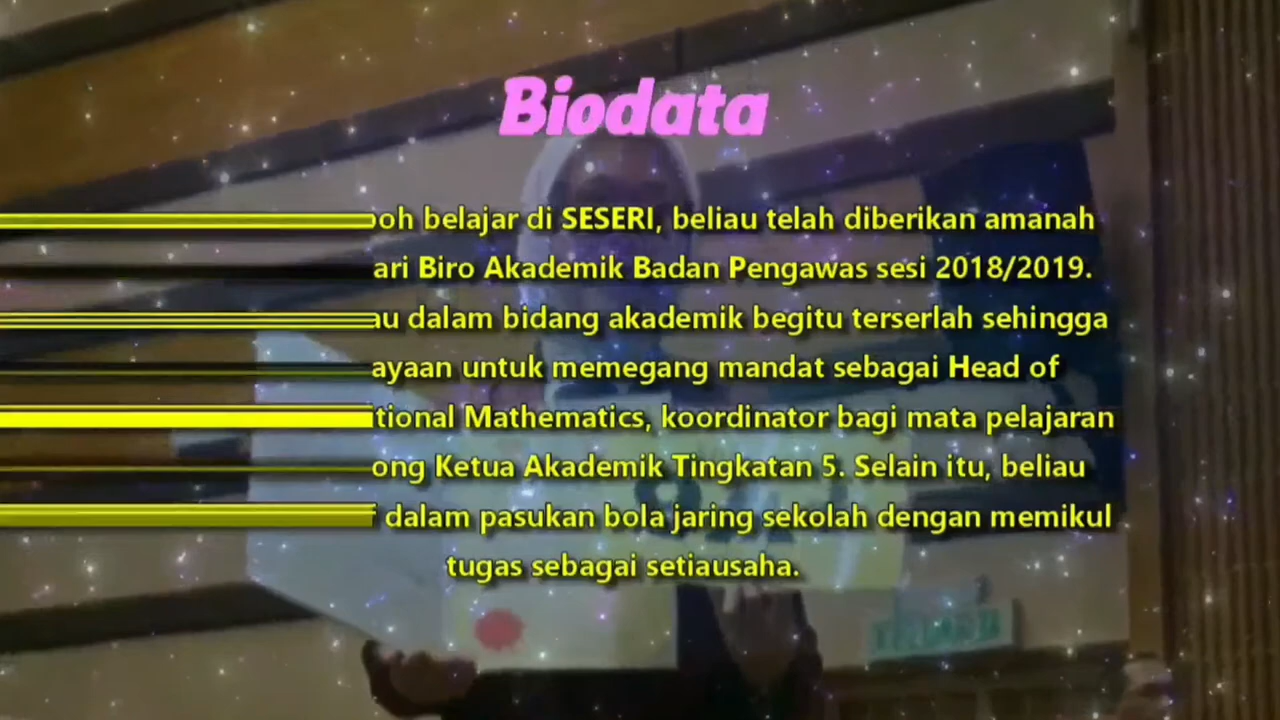 Biodata
oh belajar di SESERI, beliau telah diberikan amanah
ari Biro Akademik Badan Pengawas sesi 2018/2019.
au dalam bidang akademik begitu terserlah sehingga
ayaan untuk memegang mandat sebagai Head of
tional Mathematics, koordinator bagi mata pelajaran
ong Ketua Akademik Tingkatan 5. Selain itu, beliau
dalam pasukan bola jaring sekolah dengan memikul
tugas sebagai setiausaha.